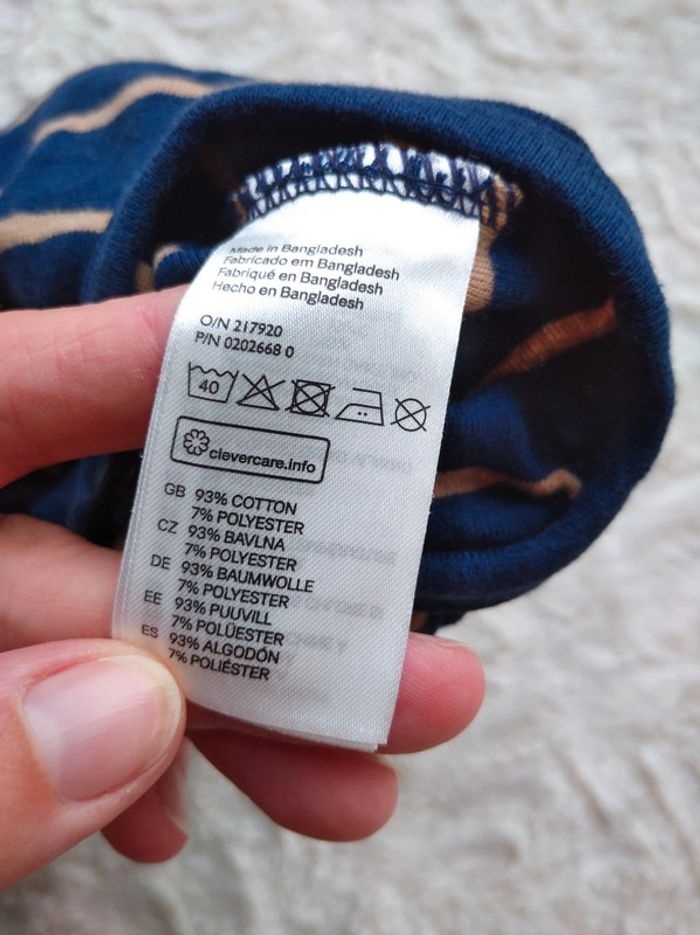 Made in Bangladesh
Fabricado em Bangladesh
Fabriqué en Bangladesh
Hecho en Bangladesh
O/N 217920
P/N 0202668 0
40
clevercare.info
GB 93% COTTON
7% POLYESTER
CZ 93% BAVLNA
7% POLYESTER
DE 93% BAUMWOLLE
7% POLYESTER
EE 93% PUUVILL
7% POLÜESTER
ES 93% ALGODÓN
7% POLIÉSTER